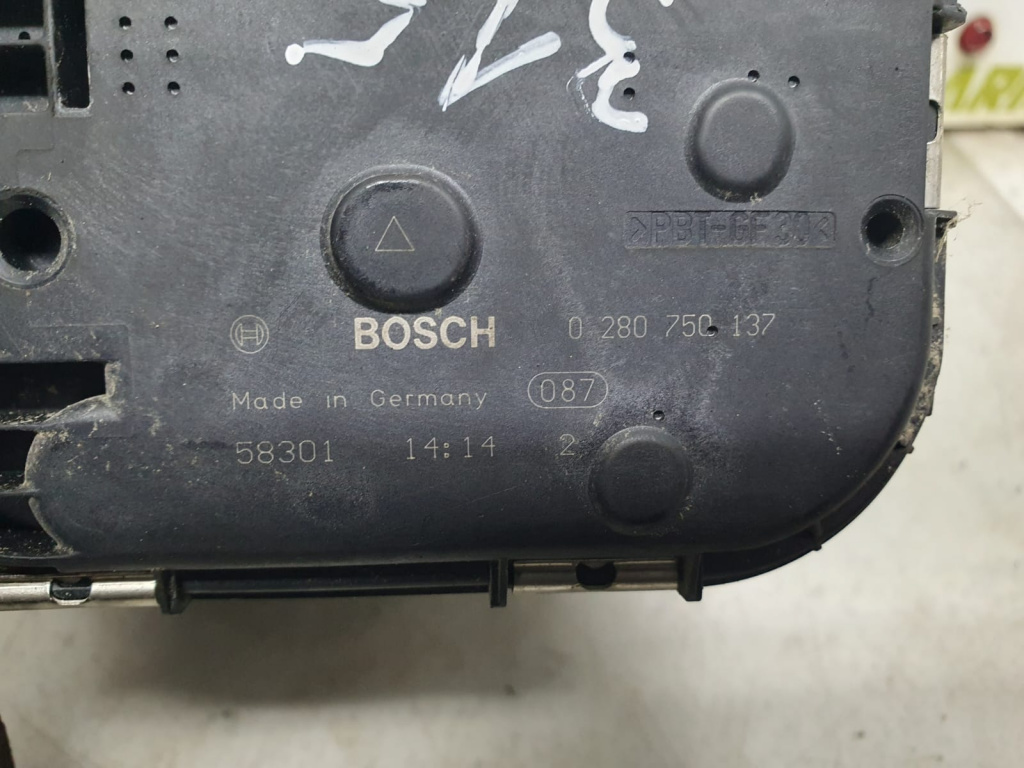 >PBT-GF30<
BOSCH 0 280 750 137
Made in Germany 087
58301 14:14 2